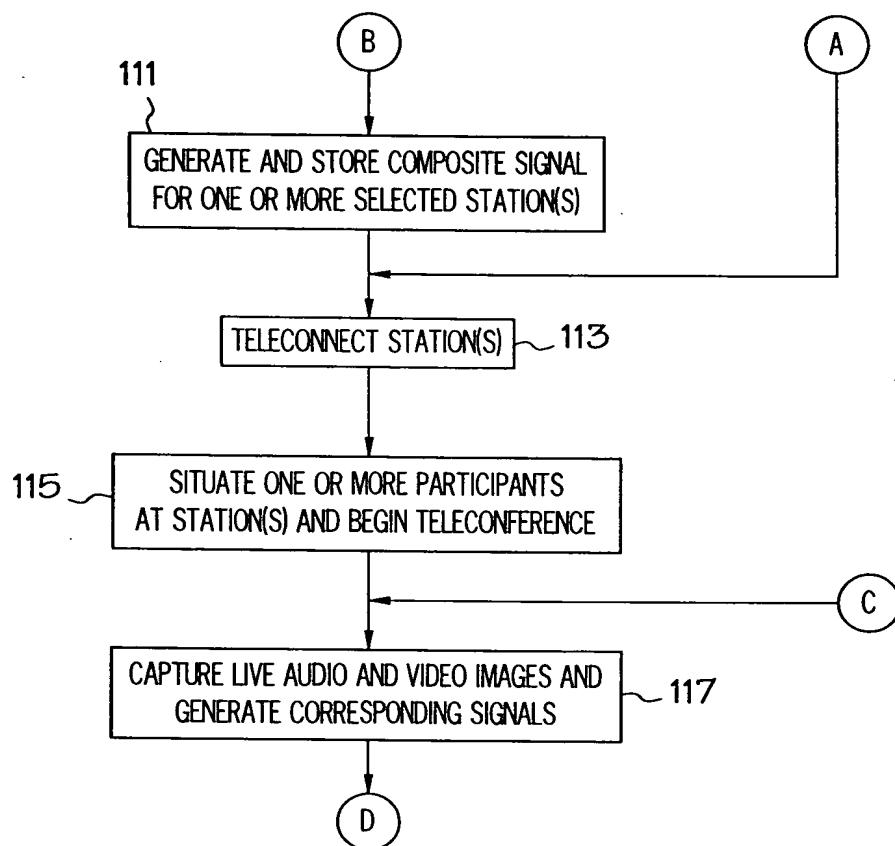 B
A
111
GENERATE AND STORE COMPOSITE SIGNAL
FOR ONE OR MORE SELECTED STATION(S)
TELECONNECT STATION(S)
113
115
SITUATE ONE OR MORE PARTICIPANTS
AT STATION(S) AND BEGIN TELECONFERENCE
C
CAPTURE LIVE AUDIO AND VIDEO IMAGES AND
GENERATE CORRESPONDING SIGNALS
117
D